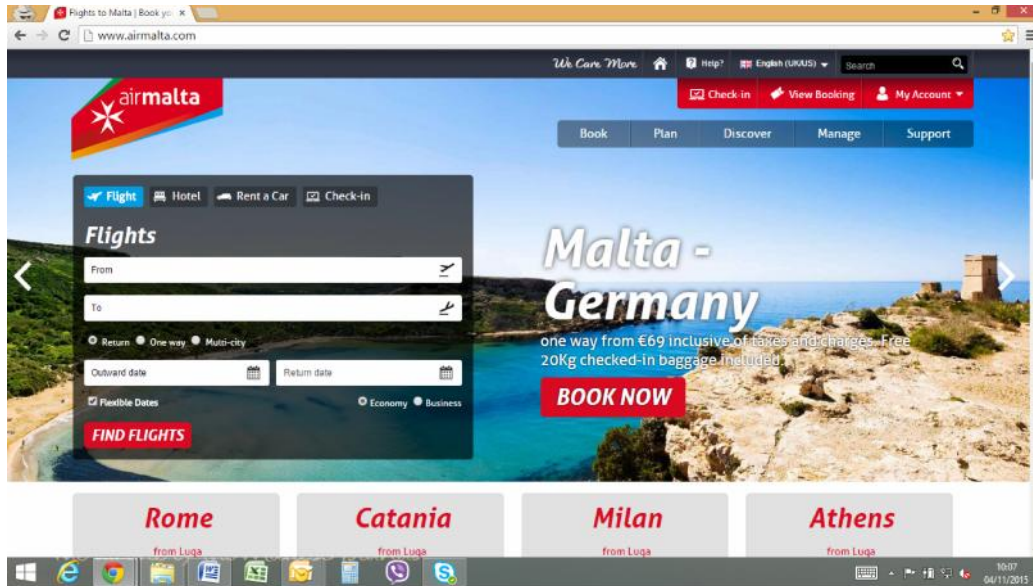 Flights to Malta | Book yo
www.airmalta.com
We Care More
Help?
English (UK/US)
Search
airmalta
Check-in
View Booking
My Account
Book
Plan
Discover
Manage
Support
Flight
Hotel
Rent a Car
Check-in
Flights
From
To
Return
One way
Multi-city
Outward date
Return date
Flexible Dates
Economy
Business
FIND FLIGHTS
Malta -
Germany
one way from €69 inclusive of taxes and charges. Free
20Kg checked-in baggage included.
BOOK NOW
Rome
from Luqa
Catania
from Luqa
Milan
from Luqa
Athens
from Luqa
10:07
04/11/2015